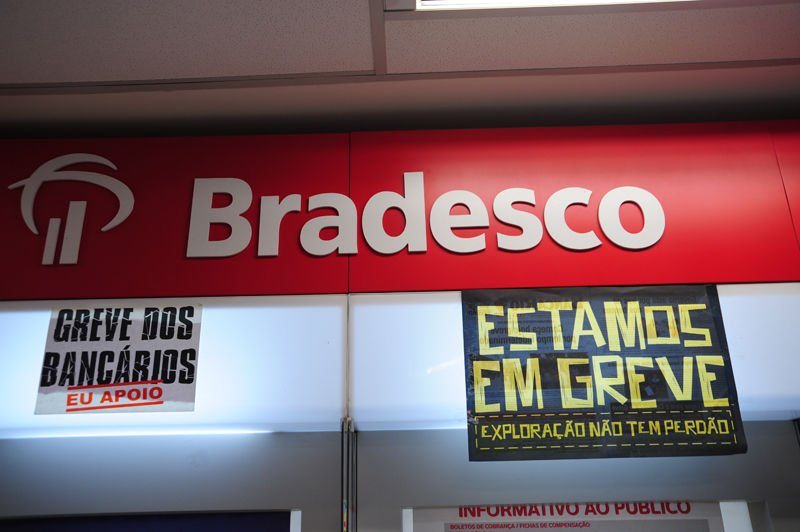 Bradesco
GREVE DOS
BANCÁRIOS
EU APOIO
ESTAMOS
EM GREVE
EXPLORAÇÃO NÃO TEM PERDÃO
INFORMATIVO AO PÚBLICO
BOLETOS DE COBRANÇA / FICHAS DE COMPENSAÇÃO